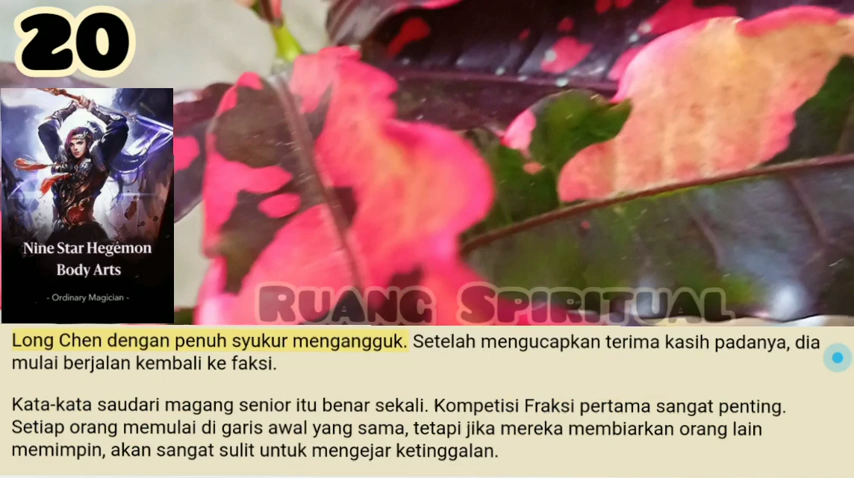 20
Nine Star Hegemon
Body Arts
- Ordinary Magician -
Ruang Spiritual
Long Chen dengan penuh syukur mengangguk. Setelah mengucapkan terima kasih padanya, dia
mulai berjalan kembali ke faksi.
Kata-kata saudari magang senior itu benar sekali. Kompetisi Fraksi pertama sangat penting.
Setiap orang memulai di garis awal yang sama, tetapi jika mereka membiarkan orang lain
memimpin, akan sangat sulit untuk mengejar ketinggalan.